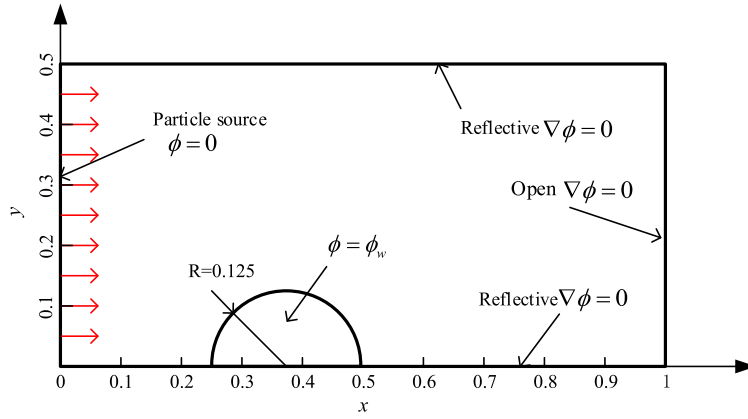 0.5
0.4
0.3
0.2
0.1
y
Particle source
ϕ=0
Reflective ∇ϕ=0
Open ∇ϕ=0
ϕ=ϕ_w
R=0.125
Reflective ∇ϕ=0
0 0.1 0.2 0.3 0.4 0.5 0.6 0.7 0.8 0.9 1
x